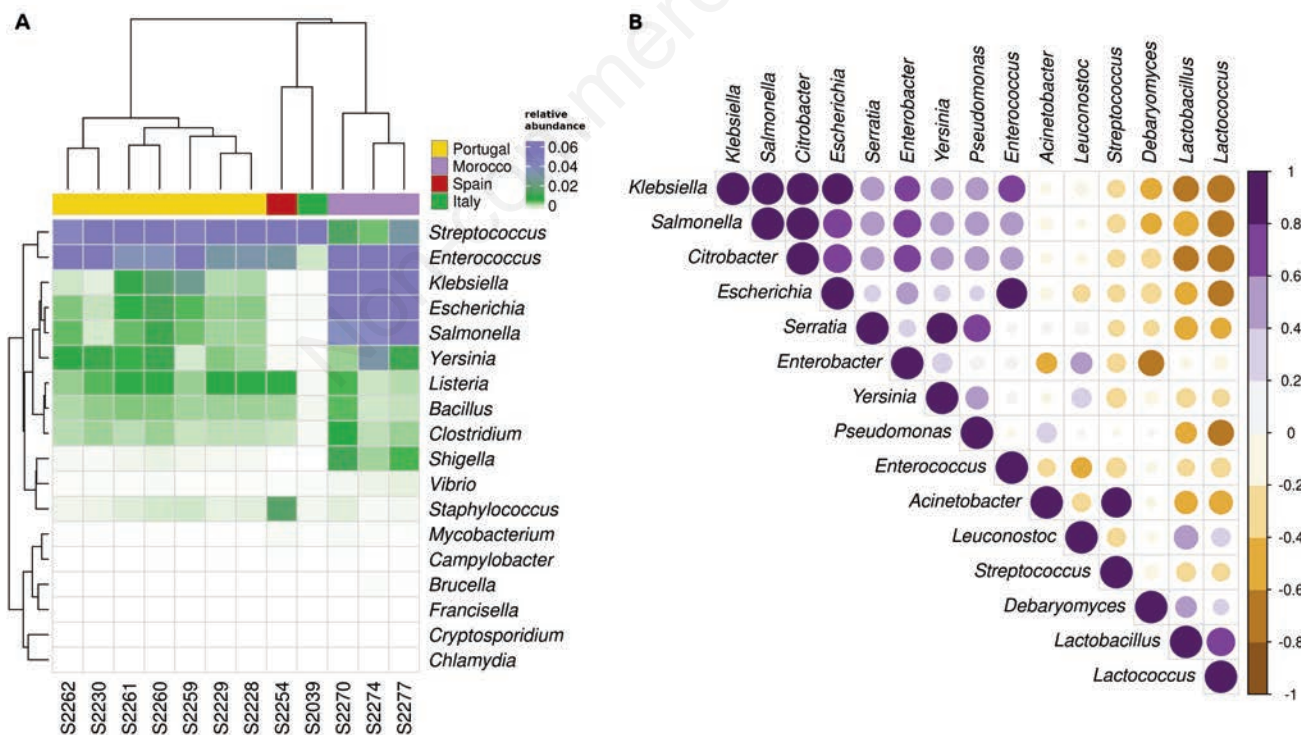 A
relative
abundance
Portugal
Morocco
Spain
Italy
0.06
0.04
0.02
0
Streptococcus
Enterococcus
Klebsiella
Escherichia
Salmonella
Yersinia
Listeria
Bacillus
Clostridium
Shigella
Vibrio
Staphylococcus
Mycobacterium
Campylobacter
Brucella
Francisella
Cryptosporidium
Chlamydia
S2262
S2230
S2261
S2260
S2259
S2229
S2228
S2254
S2039
S2270
S2274
S2277
B
Klebsiella
Salmonella
Citrobacter
Escherichia
Serratia
Enterobacter
Yersinia
Pseudomonas
Enterococcus
Acinetobacter
Leuconostoc
Streptococcus
Debaryomyces
Lactobacillus
Lactococcus
Klebsiella
Salmonella
Citrobacter
Escherichia
Serratia
Enterobacter
Yersinia
Pseudomonas
Enterococcus
Acinetobacter
Leuconostoc
Streptococcus
Debaryomyces
Lactobacillus
Lactococcus
1
0.8
0.6
0.4
0.2
0
-0.2
-0.4
-0.6
-0.8
-1